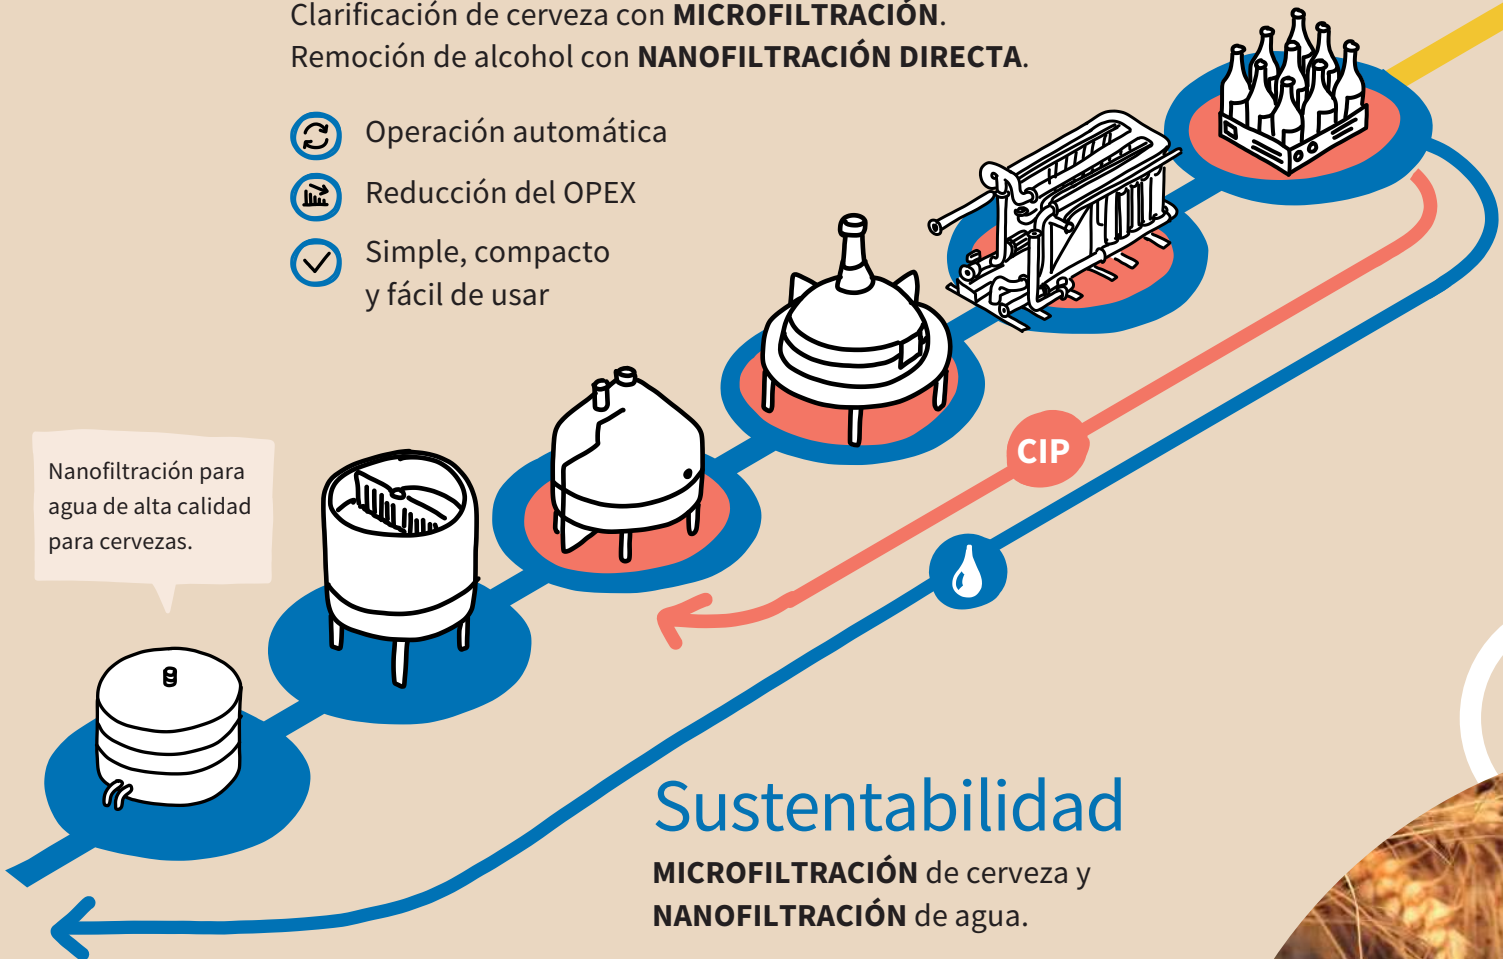 Clarificación de cerveza con MICROFILTRACIÓN.
Remoción de alcohol con NANOFILTRACIÓN DIRECTA.
Operación automática
Reducción del OPEX
Simple, compacto
y fácil de usar
Nanofiltración para
agua de alta calidad
para cervezas.
CIP
Sustentabilidad
MICROFILTRACIÓN de cerveza y
NANOFILTRACIÓN de agua.